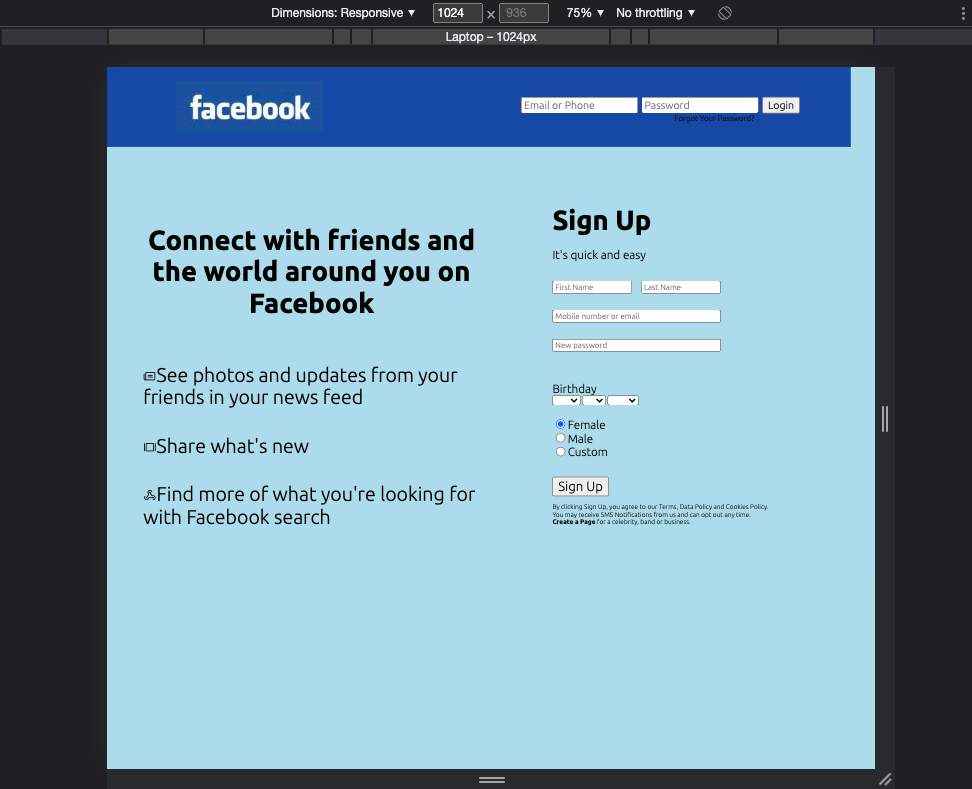 Dimensions: Responsive ▼ 1024 × 936 75% ▼ No throttling ▼
Laptop – 1024px
facebook
Email or Phone Password Login
Forgot Your Password?
Connect with friends and
the world around you on
Facebook
See photos and updates from your
friends in your news feed
Share what's new
Find more of what you're looking for
with Facebook search
Sign Up
It's quick and easy
First Name Last Name
Mobile number or email
New password
Birthday
Female
Male
Custom
Sign Up
By clicking Sign Up, you agree to our Terms, Data Policy and Cookies Policy.
You may receive SMS Notifications from us and can opt out any time.
Create a Page for a celebrity, band or business.